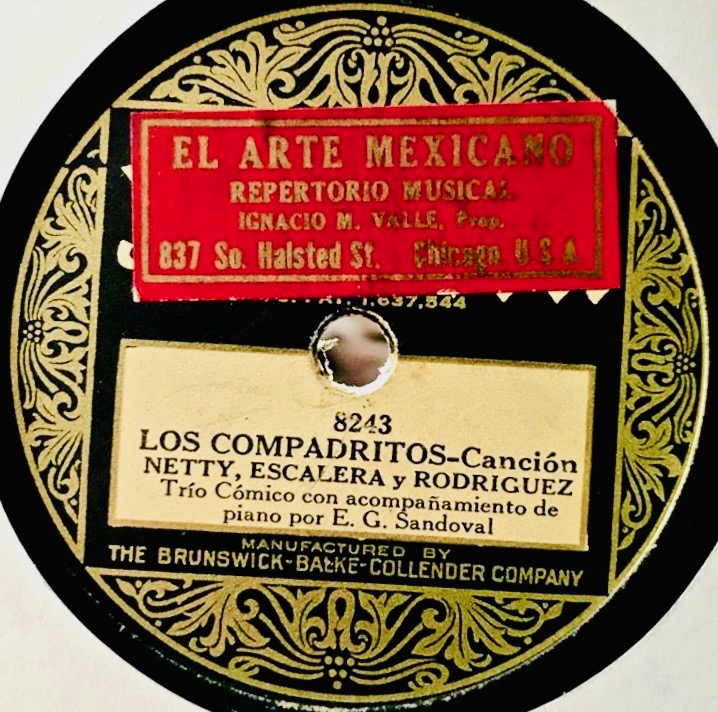 EL ARTE MEXICANO
REPERTORIO MUSICAL
IGNACIO M. VALLE, Prop.
837 So. Halsted St. Chicago U.S.A.
1,637,544
8243
LOS COMPADRITOS-Canción
NETTY, ESCALERA y RODRIGUEZ
Trío Cómico con acompañamiento de
piano por E. G. Sandoval
MANUFACTURED BY
THE BRUNSWICK-BALKE-COLLENDER COMPANY